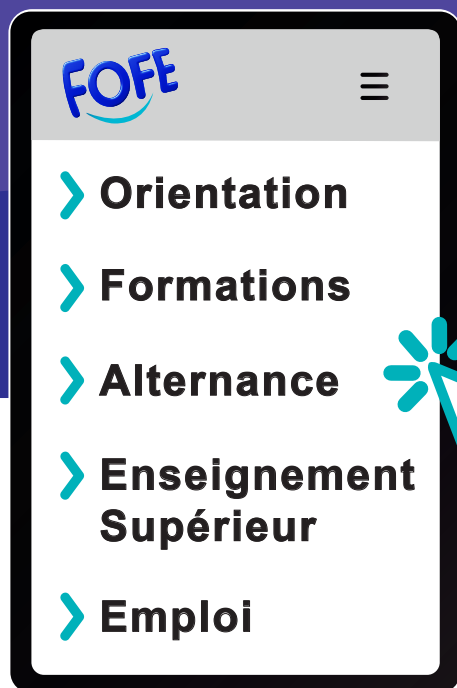 FOFE
Orientation
Formations
Alternance
Enseignement
Supérieur
Emploi